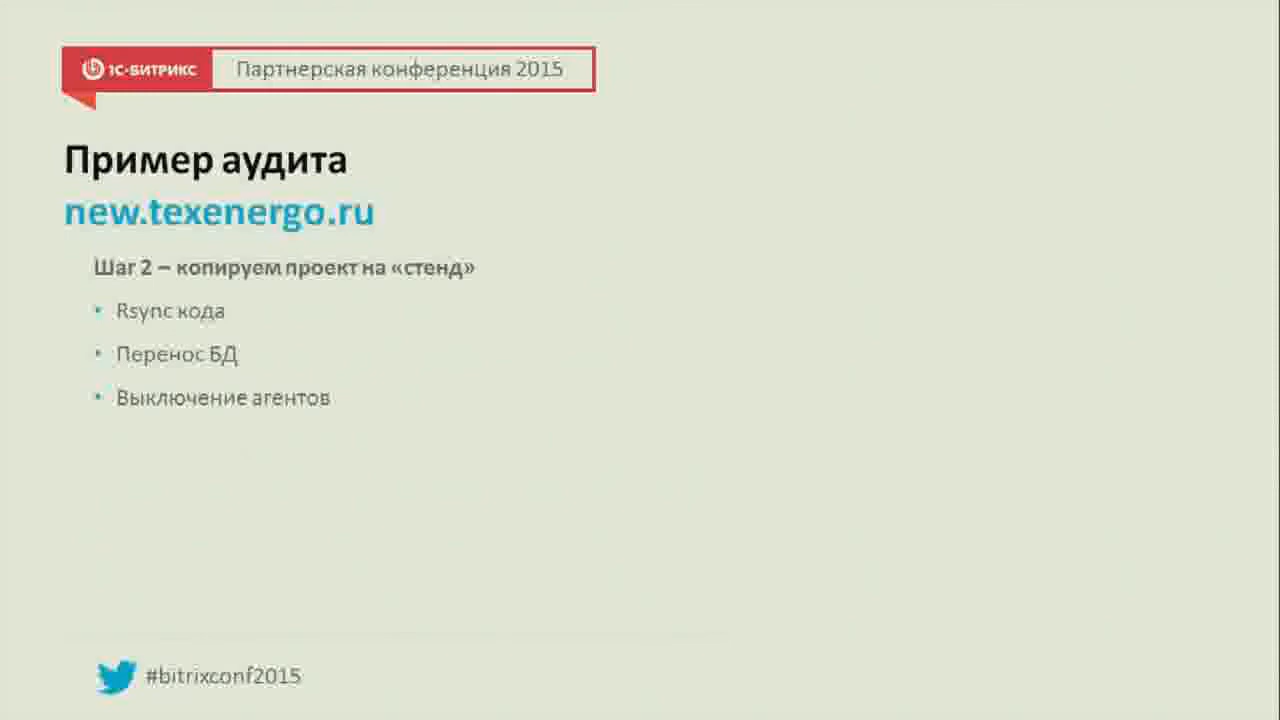 1С-БИТРИКС
Партнерская конференция 2015
Пример аудита
new.texenergo.ru
Шаг 2 – копируем проект на «стенд»
• Rsync кода
• Перенос БД
• Выключение агентов
#bitrixconf2015